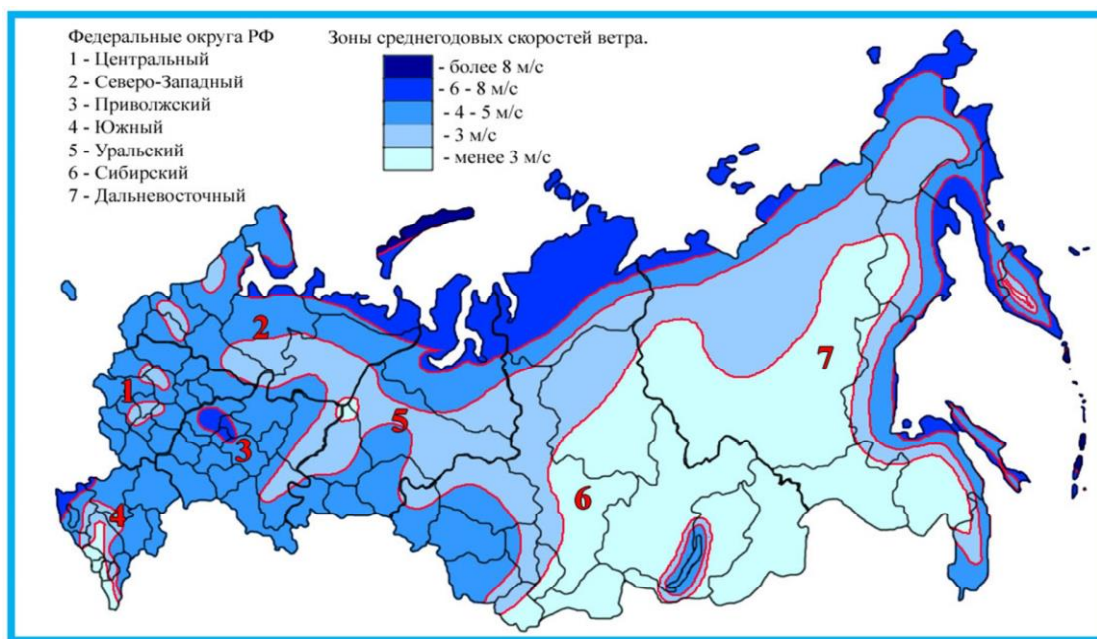 Федеральные округа РФ
1 - Центральный
2 - Северо-Западный
3 - Приволжский
4 - Южный
5 - Уральский
6 - Сибирский
7 - Дальневосточный
Зоны среднегодовых скоростей ветра.
- более 8 м/с
- 6 - 8 м/с
- 4 - 5 м/с
- 3 м/с
- менее 3 м/с
2
1
3
4
5
6
7